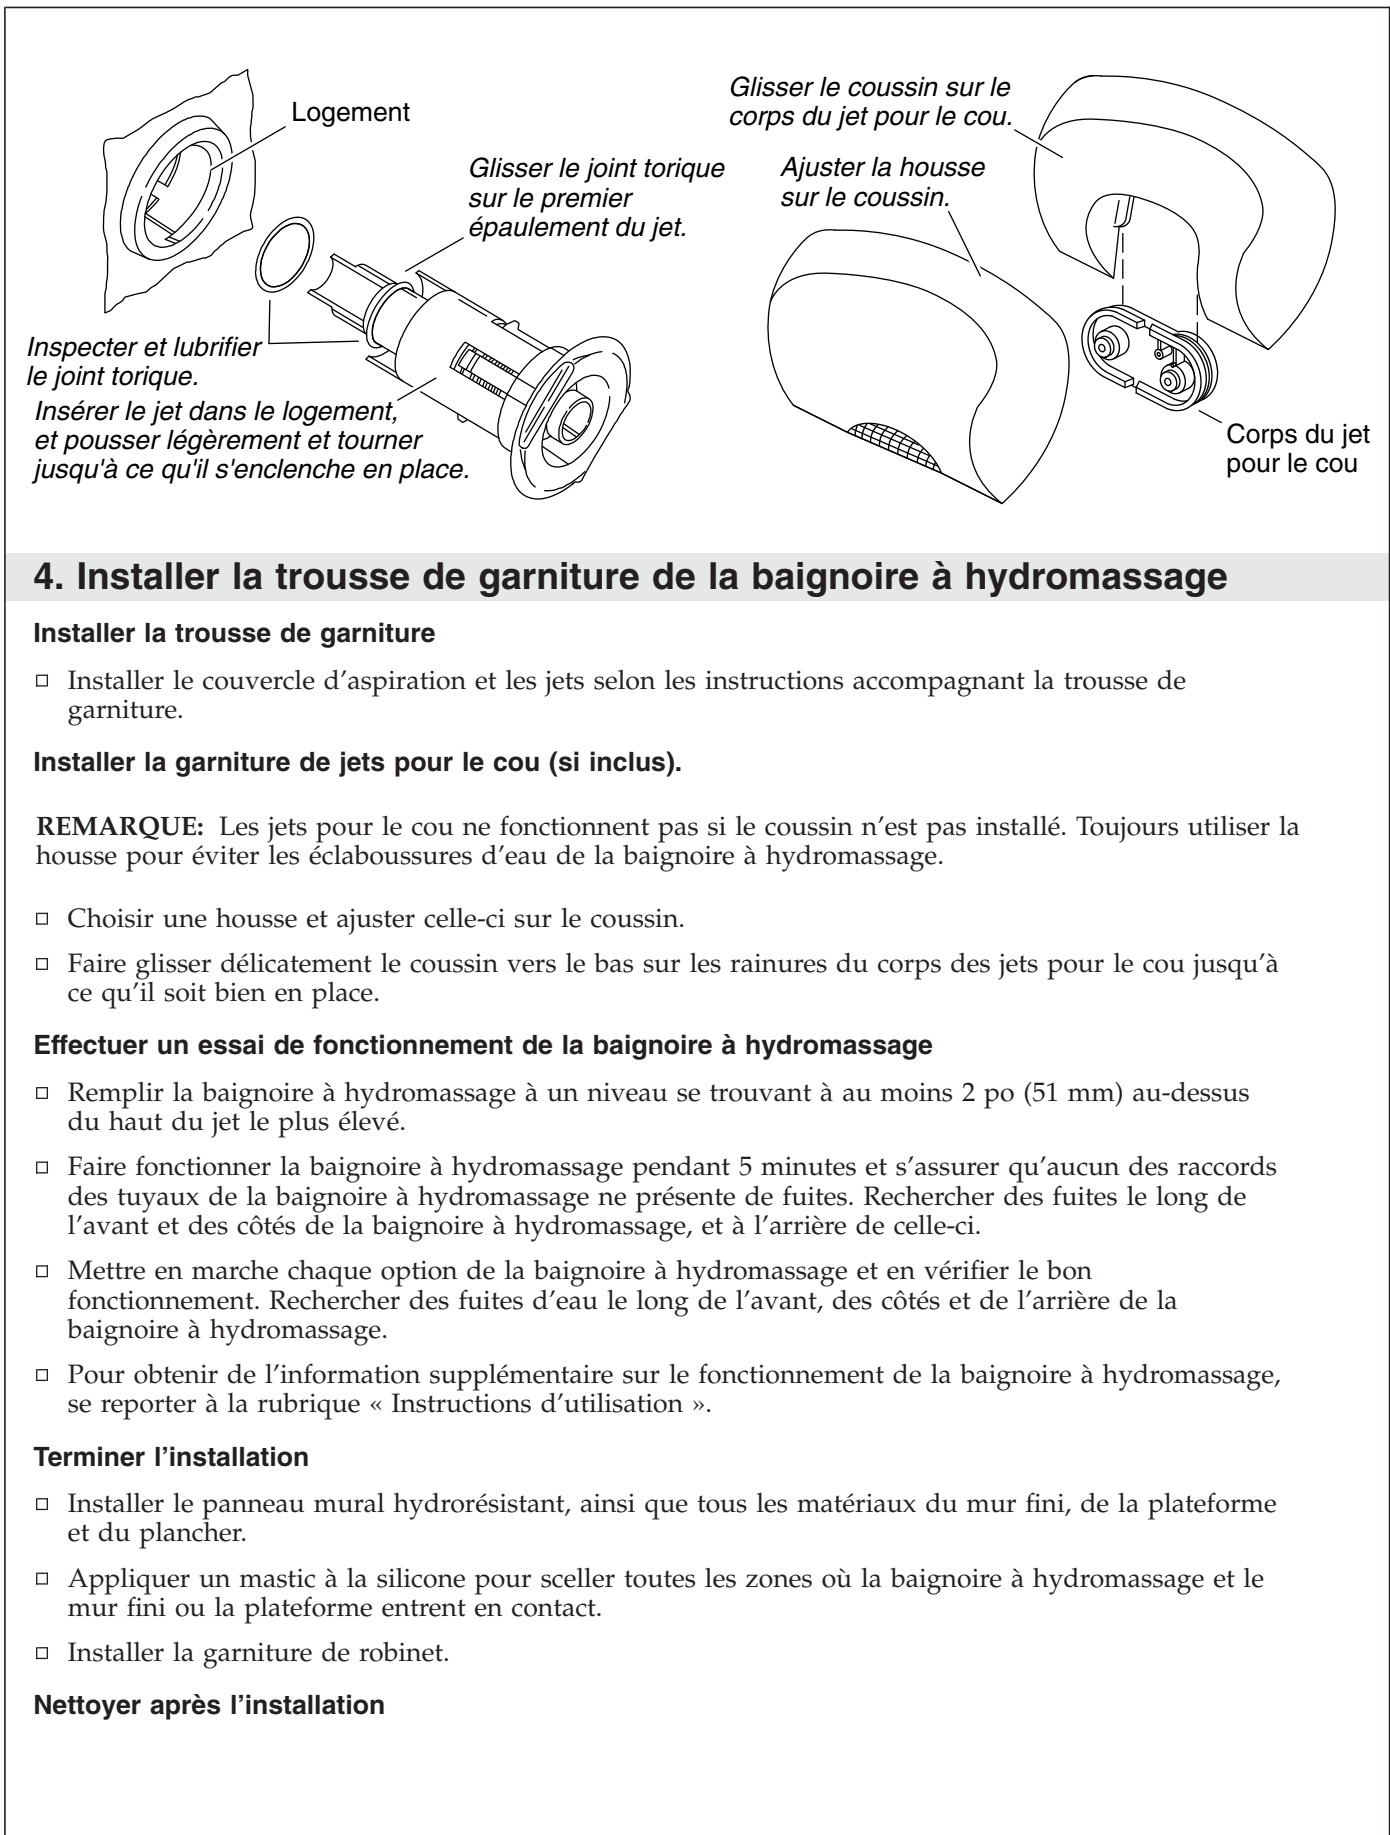 Logement
Glisser le joint torique
sur le premier
épaulement du jet.
Inspecter et lubrifier
le joint torique.
Insérer le jet dans le logement,
et pousser légèrement et tourner
jusqu'à ce qu'il s'enclenche en place.
Glisser le coussin sur le
corps du jet pour le cou.
Ajuster la housse
sur le coussin.
Corps du jet
pour le cou
4. Installer la trousse de garniture de la baignoire à hydromassage
Installer la trousse de garniture
□ Installer le couvercle d’aspiration et les jets selon les instructions accompagnant la trousse de
garniture.
Installer la garniture de jets pour le cou (si inclus).
REMARQUE: Les jets pour le cou ne fonctionnent pas si le coussin n’est pas installé. Toujours utiliser la
housse pour éviter les éclaboussures d’eau de la baignoire à hydromassage.
□ Choisir une housse et ajuster celle-ci sur le coussin.
□ Faire glisser délicatement le coussin vers le bas sur les rainures du corps des jets pour le cou jusqu’à
ce qu’il soit bien en place.
Effectuer un essai de fonctionnement de la baignoire à hydromassage
□ Remplir la baignoire à hydromassage à un niveau se trouvant à au moins 2 po (51 mm) au-dessus
du haut du jet le plus élevé.
□ Faire fonctionner la baignoire à hydromassage pendant 5 minutes et s’assurer qu’aucun des raccords
des tuyaux de la baignoire à hydromassage ne présente de fuites. Rechercher des fuites le long de
l’avant et des côtés de la baignoire à hydromassage, et à l’arrière de celle-ci.
□ Mettre en marche chaque option de la baignoire à hydromassage et en vérifier le bon
fonctionnement. Rechercher des fuites d’eau le long de l’avant, des côtés et de l’arrière de la
baignoire à hydromassage.
□ Pour obtenir de l’information supplémentaire sur le fonctionnement de la baignoire à hydromassage,
se reporter à la rubrique « Instructions d’utilisation ».
Terminer l’installation
□ Installer le panneau mural hydrorésistant, ainsi que tous les matériaux du mur fini, de la plateforme
et du plancher.
□ Appliquer un mastic à la silicone pour sceller toutes les zones où la baignoire à hydromassage et le
mur fini ou la plateforme entrent en contact.
□ Installer la garniture de robinet.
Nettoyer après l’installation